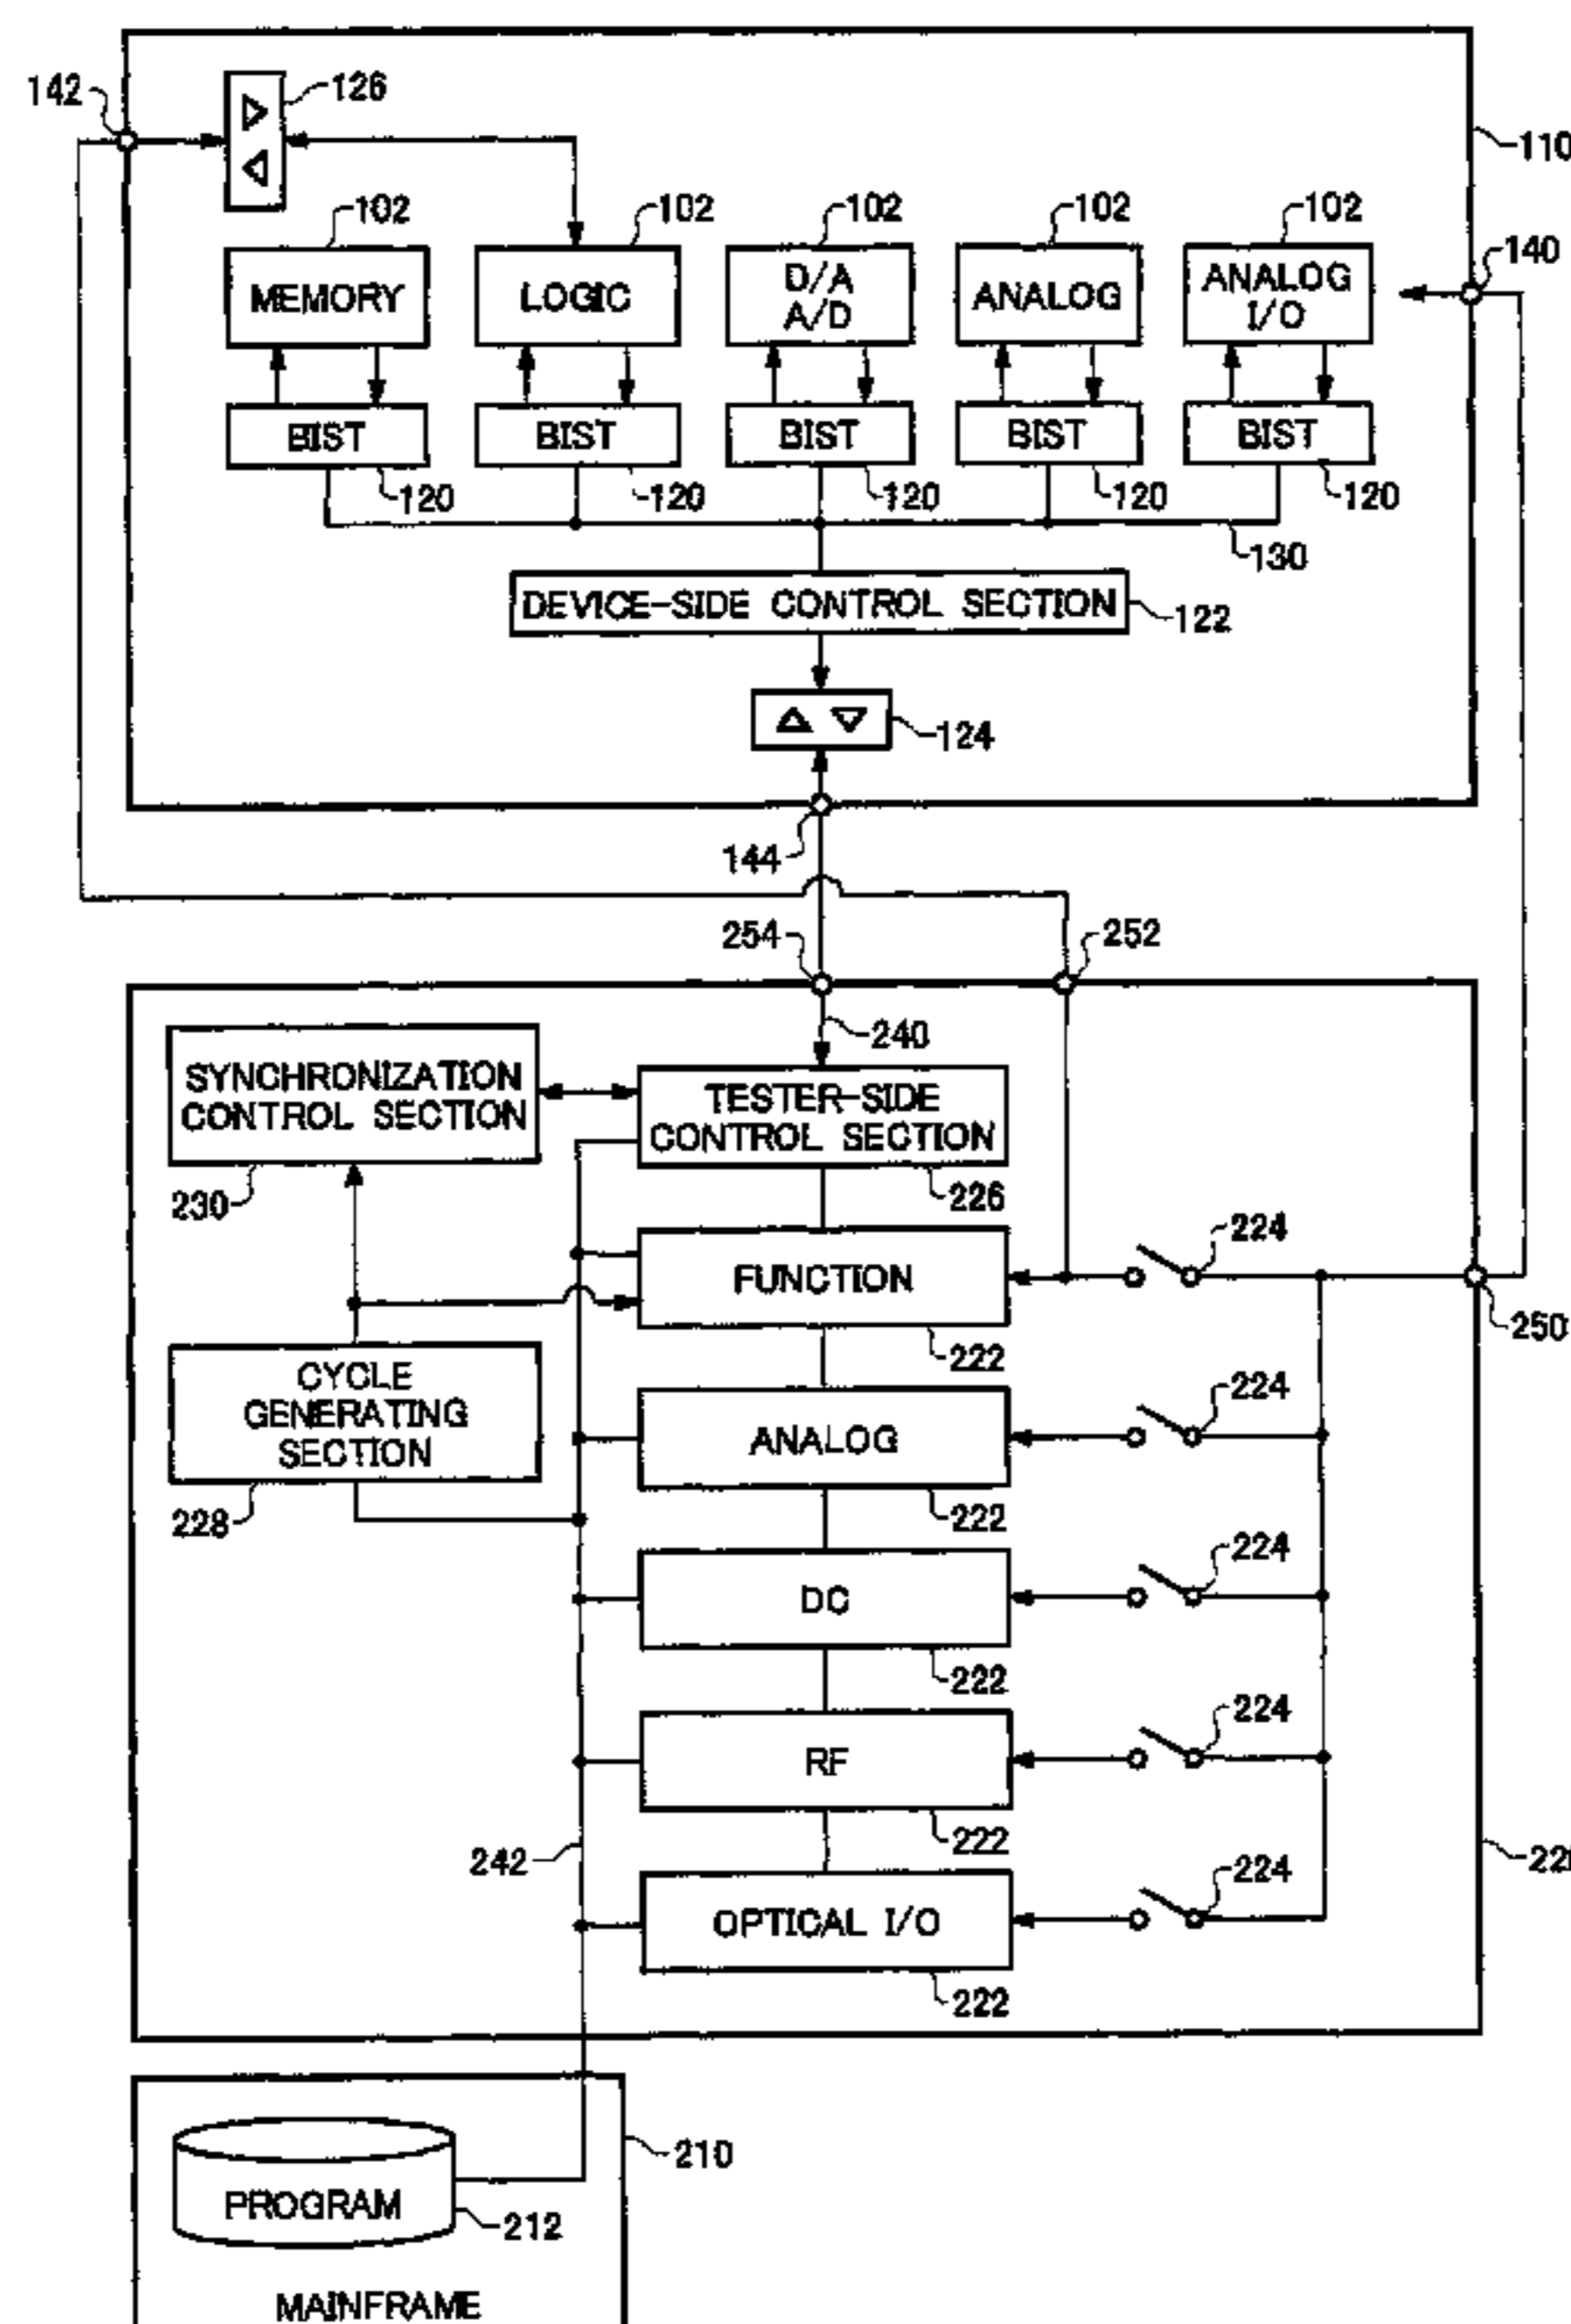 142
126
110
102
102
102
102
102
140
MEMORY
LOGIC
D/A
A/D
ANALOG
ANALOG
I/O
BIST
BIST
BIST
BIST
BIST
120
120
120
120
120
130
DEVICE-SIDE CONTROL SECTION
122
124
144
254
252
240
SYNCHRONIZATION
CONTROL SECTION
TESTER-SIDE
CONTROL SECTION
230
226
224
FUNCTION
250
222
CYCLE
GENERATING
SECTION
224
ANALOG
228
222
224
DC
222
224
RF
222
242
224
22
OPTICAL I/O
222
210
PROGRAM
212
MAINFRAME